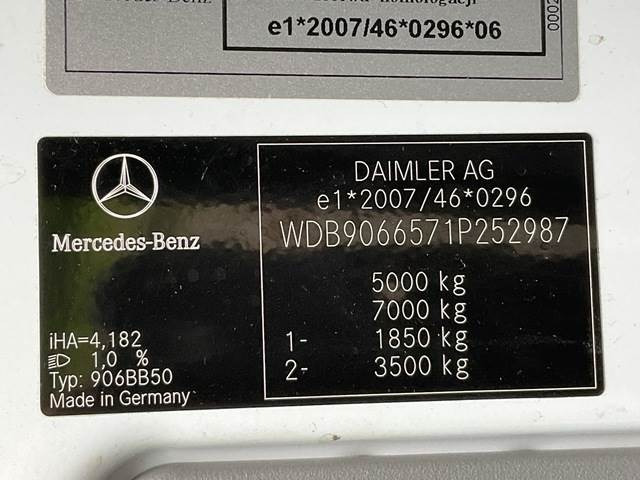 e1*2007/46*0296*06
0002
Mercedes-Benz
DAIMLER AG
e1*2007/46*0296
WDB9066571P252987
5000 kg
7000 kg
1- 1850 kg
2- 3500 kg
iHA=4,182
1,0 %
Typ: 906BB50
Made in Germany